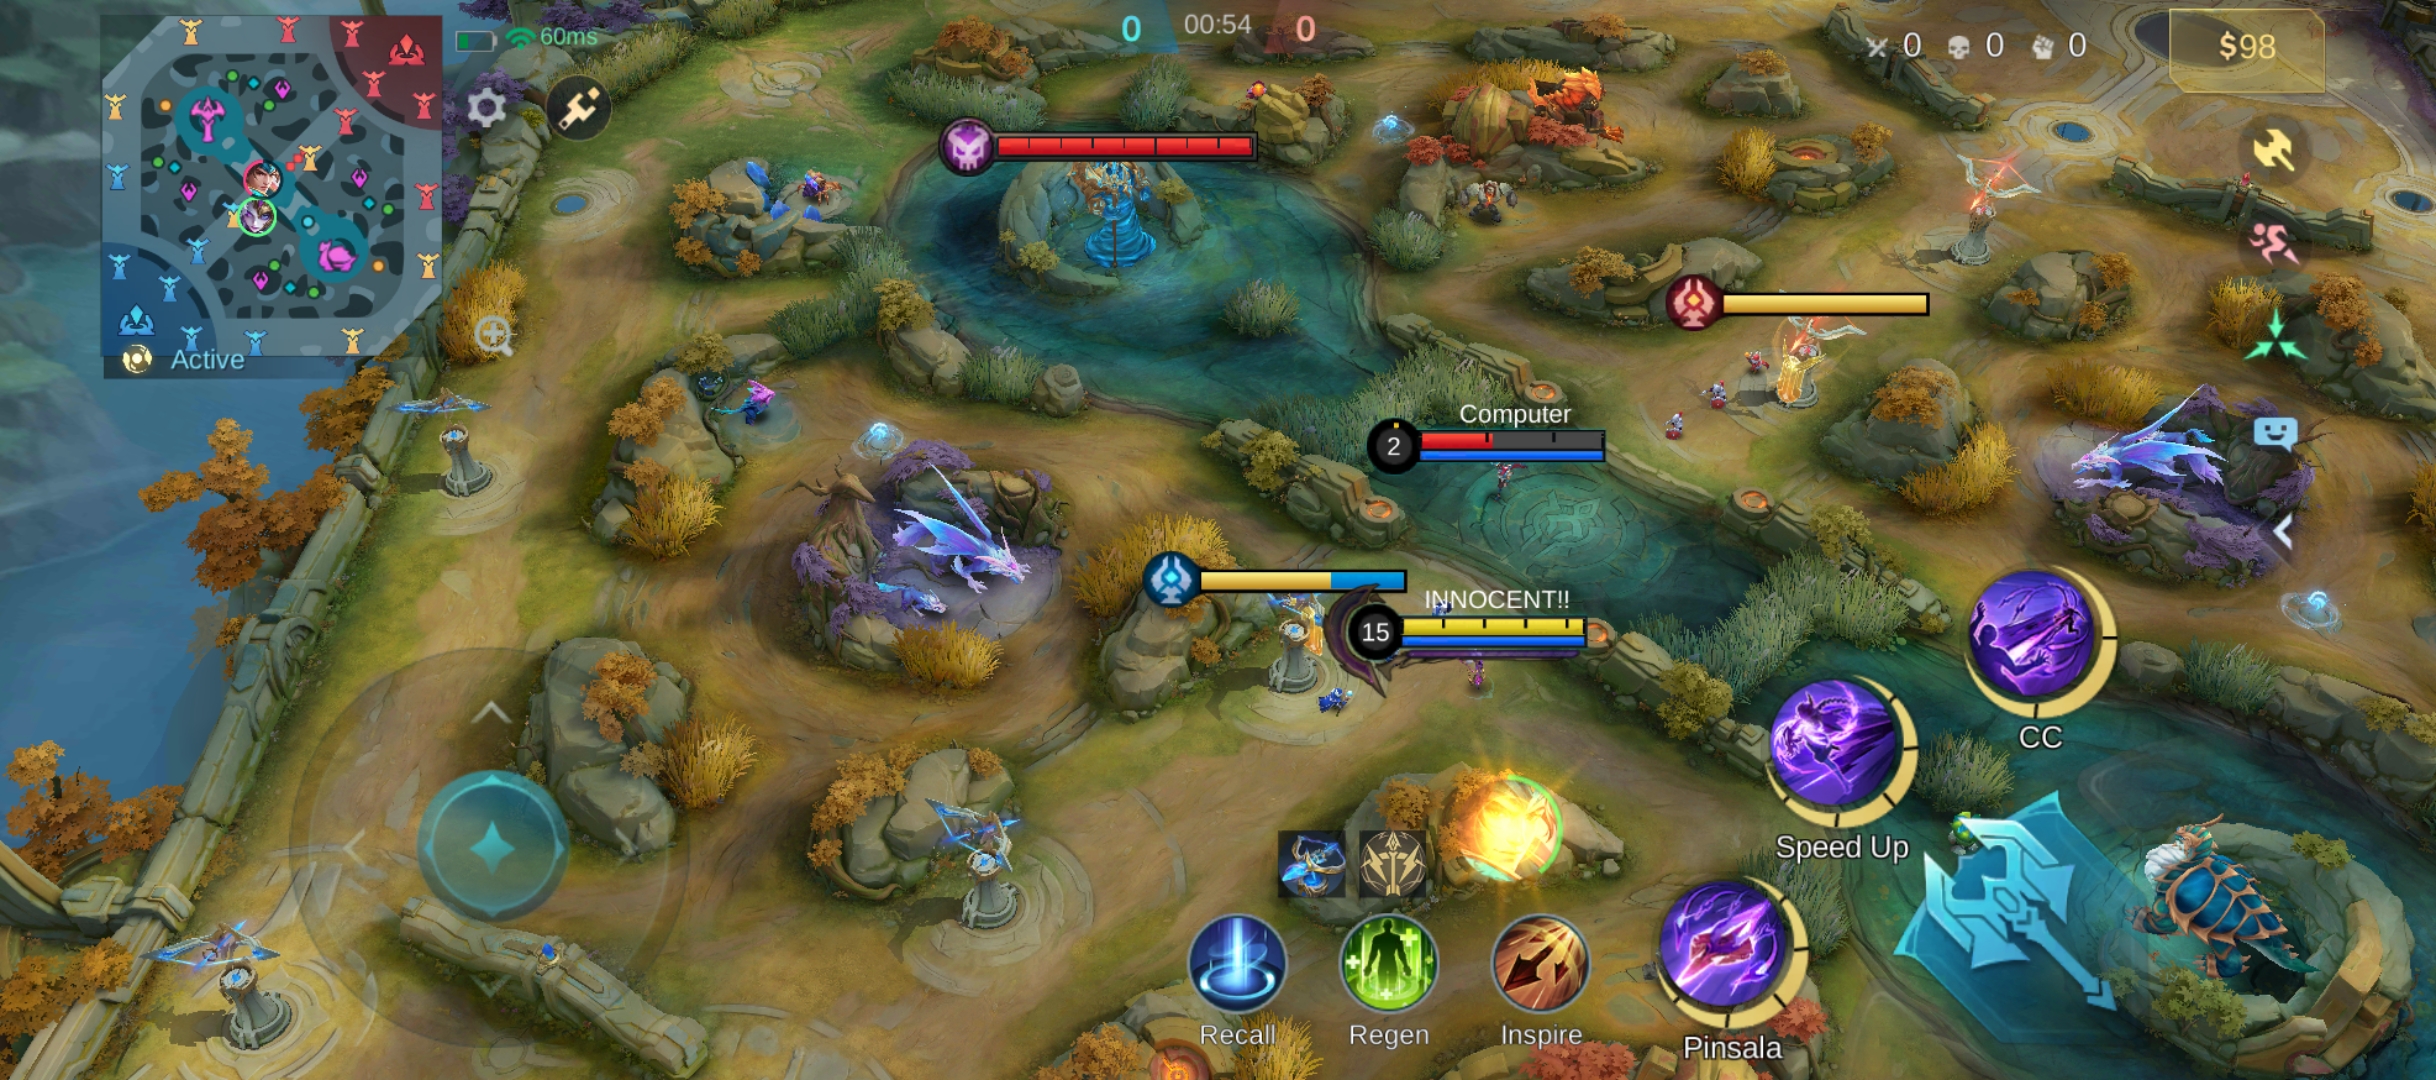 60ms
0 00:54 0
0 0 0
$98
Active
Computer
2
INNOCENT!!
15
CC
Speed Up
Recall
Regen
Inspire
Pinsala